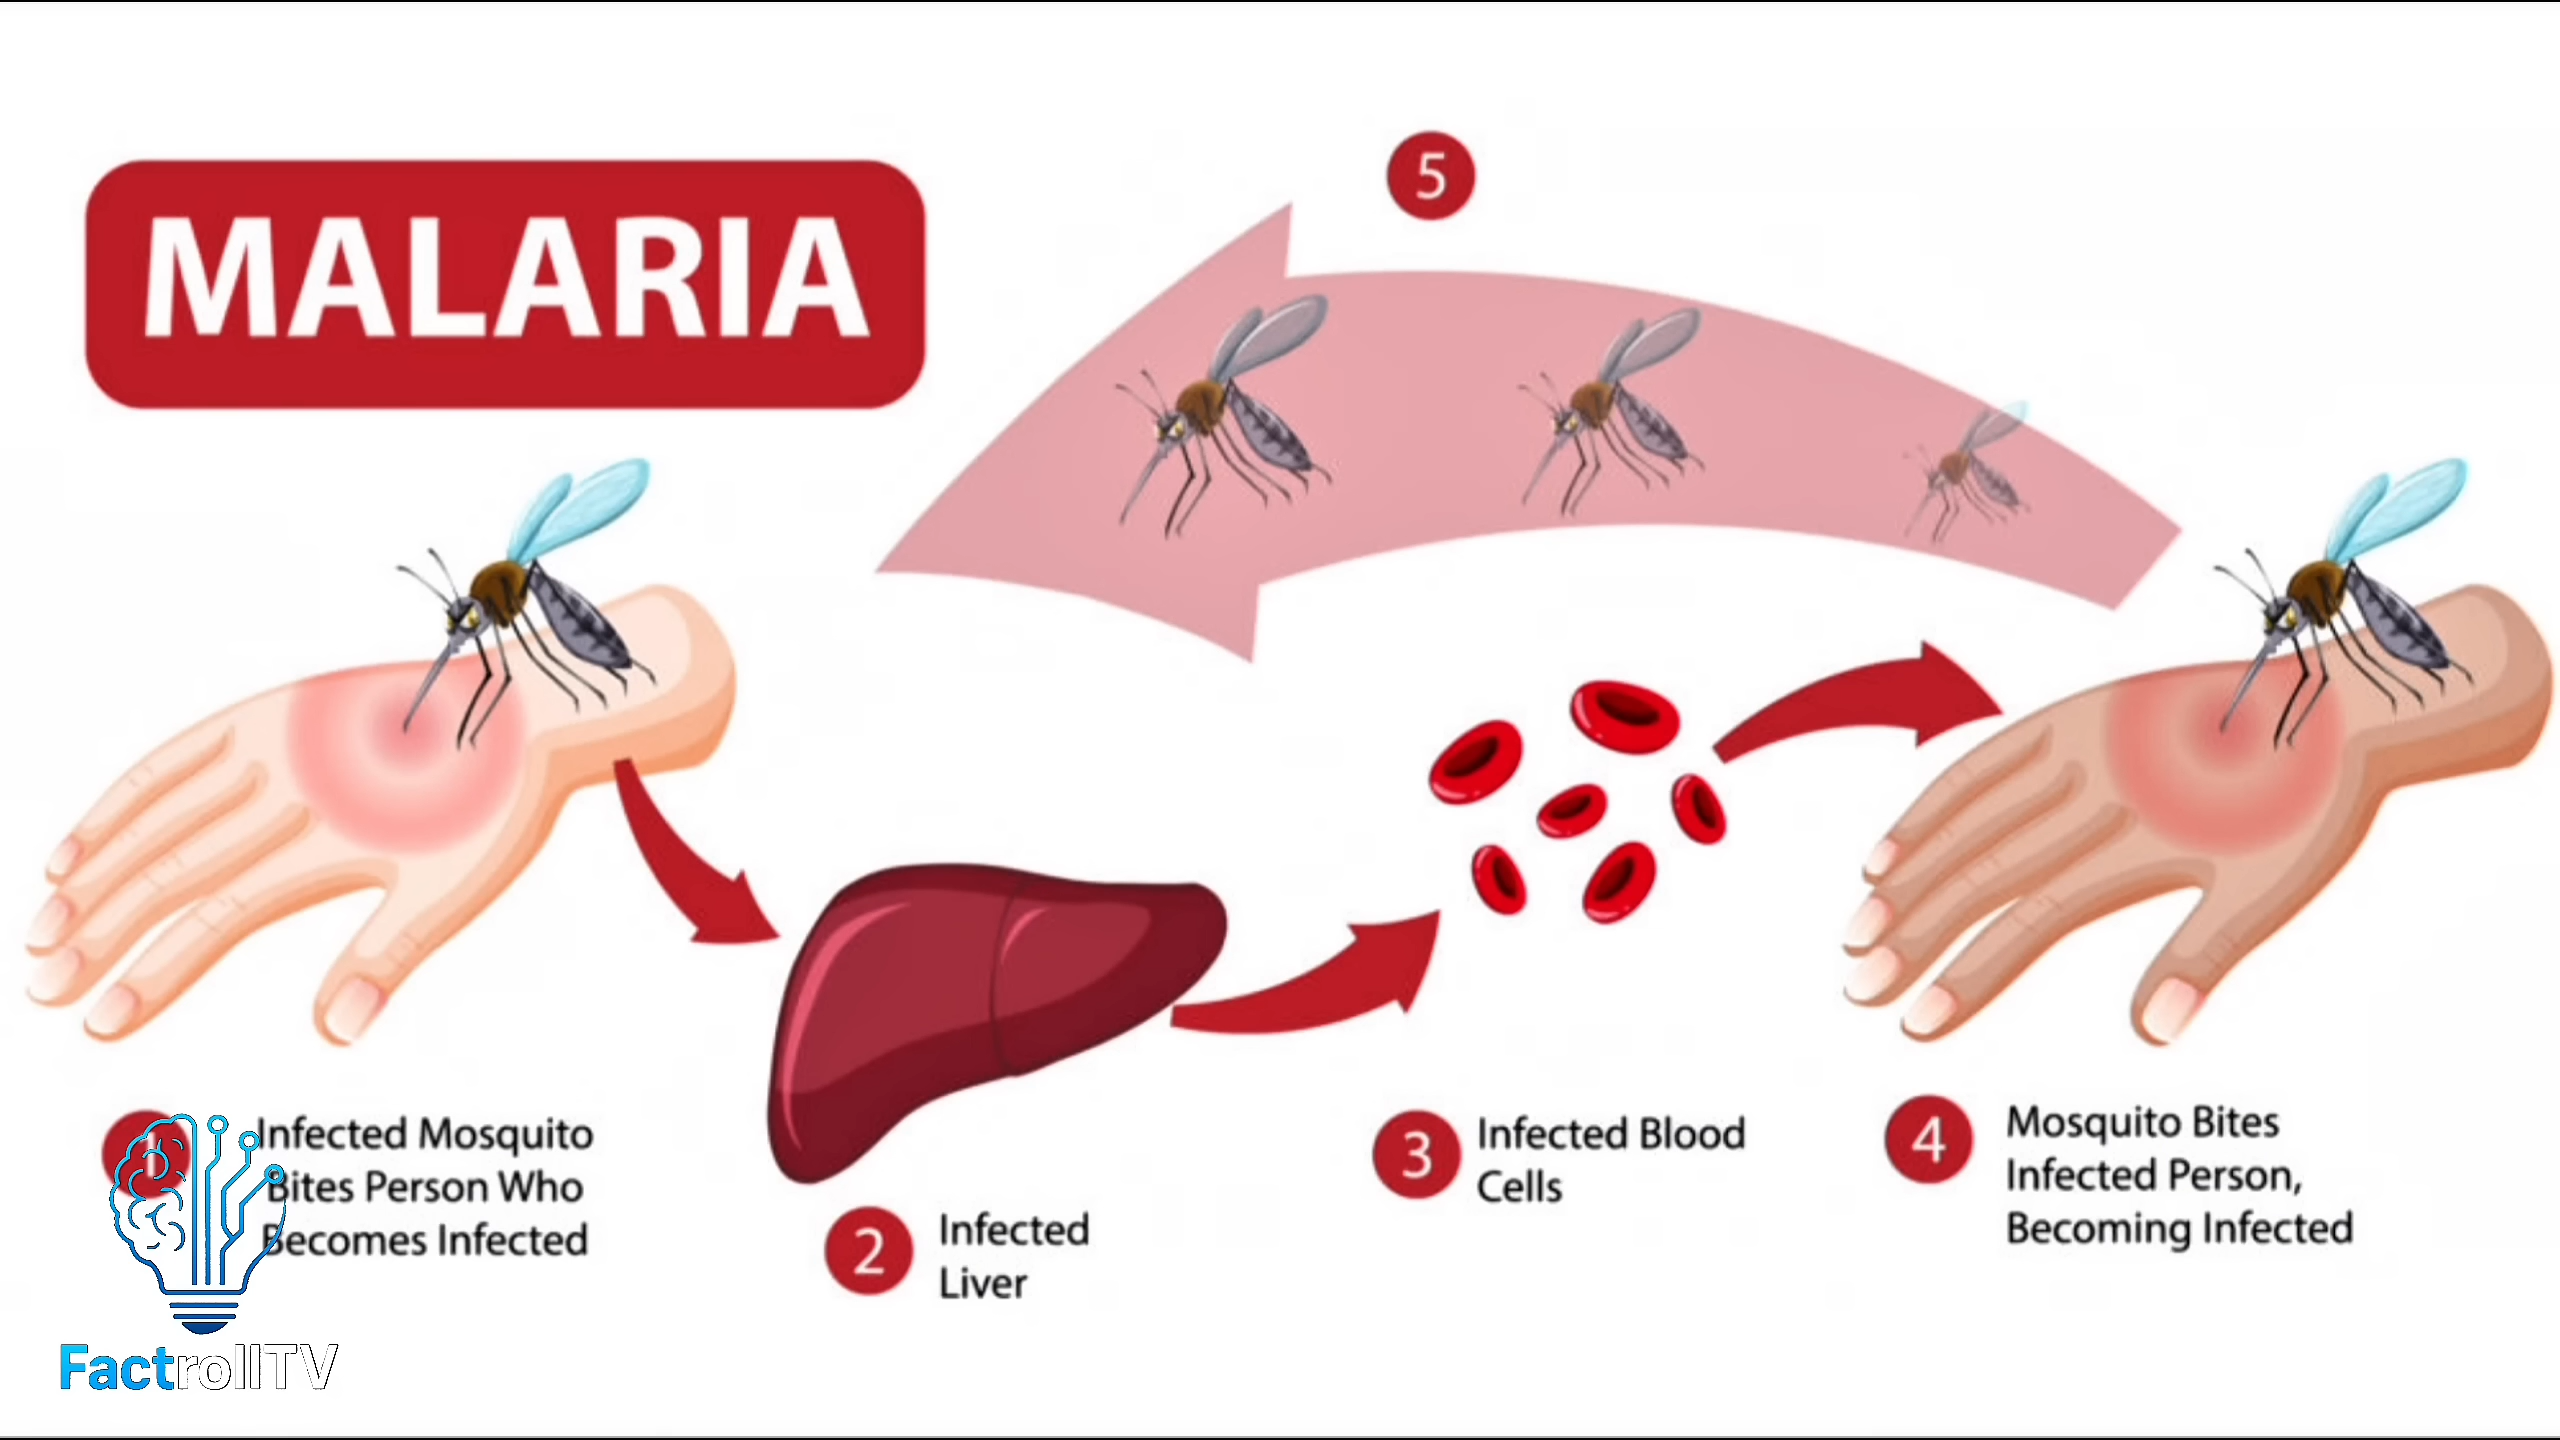 MALARIA
5
1
Infected Mosquito
Bites Person Who
Becomes Infected
2
Infected
Liver
3
Infected Blood
Cells
4
Mosquito Bites
Infected Person,
Becoming Infected
FactrollTV